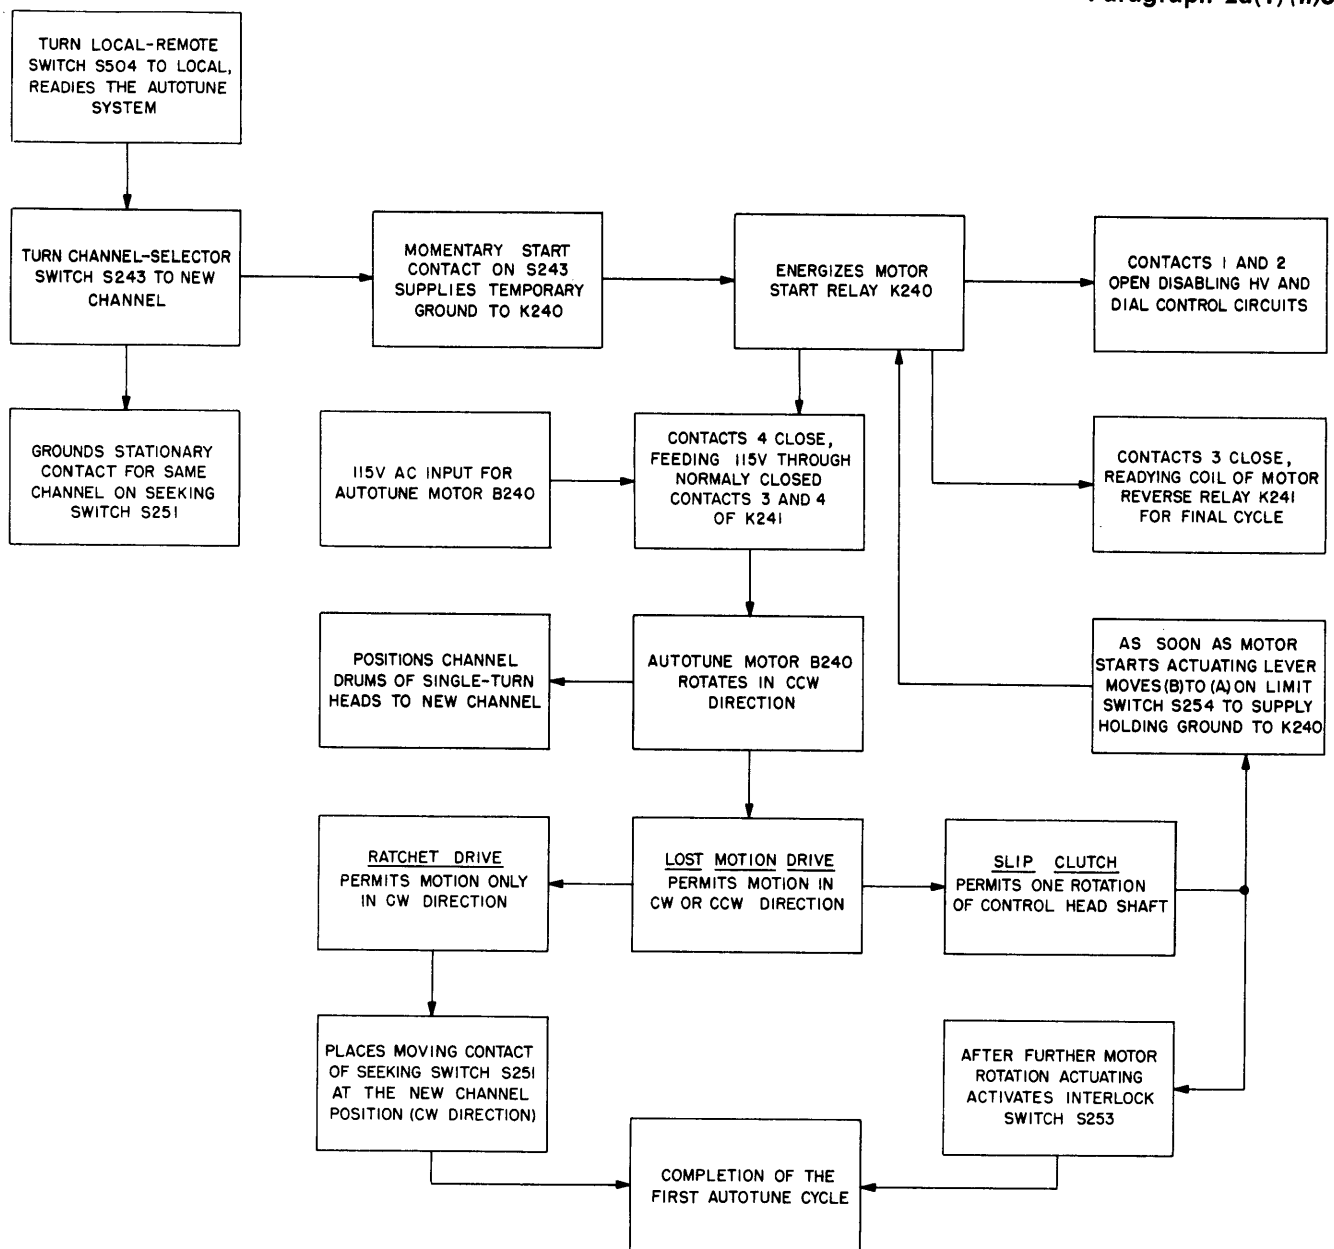 TURN LOCAL-REMOTE
SWITCH S504 TO LOCAL,
READIES THE AUTOTUNE
SYSTEM
TURN CHANNEL-SELECTOR
SWITCH S243 TO NEW
CHANNEL
MOMENTARY START
CONTACT ON S243
SUPPLIES TEMPORARY
GROUND TO K240
ENERGIZES MOTOR
START RELAY K240
CONTACTS 1 AND 2
OPEN DISABLING HV AND
DIAL CONTROL CIRCUITS
GROUNDS STATIONARY
CONTACT FOR SAME
CHANNEL ON SEEKING
SWITCH S251
115V AC INPUT FOR
AUTOTUNE MOTOR B240
CONTACTS 4 CLOSE,
FEEDING 115V THROUGH
NORMALY CLOSED
CONTACTS 3 AND 4
OF K241
CONTACTS 3 CLOSE,
READYING COIL OF MOTOR
REVERSE RELAY K241
FOR FINAL CYCLE
POSITIONS CHANNEL
DRUMS OF SINGLE-TURN
HEADS TO NEW CHANNEL
AUTOTUNE MOTOR B240
ROTATES IN CCW
DIRECTION
AS SOON AS MOTOR
STARTS ACTUATING LEVER
MOVES (B) TO (A) ON LIMIT
SWITCH S254 TO SUPPLY
HOLDING GROUND TO K240
RATCHET DRIVE
PERMITS MOTION ONLY
IN CW DIRECTION
LOST MOTION DRIVE
PERMITS MOTION IN
CW OR CCW DIRECTION
SLIP CLUTCH
PERMITS ONE ROTATION
OF CONTROL HEAD SHAFT
PLACES MOVING CONTACT
OF SEEKING SWITCH S251
AT THE NEW CHANNEL
POSITION (CW DIRECTION)
AFTER FURTHER MOTOR
ROTATION ACTUATING
ACTIVATES INTERLOCK
SWITCH S253
COMPLETION OF THE
FIRST AUTOTUNE CYCLE